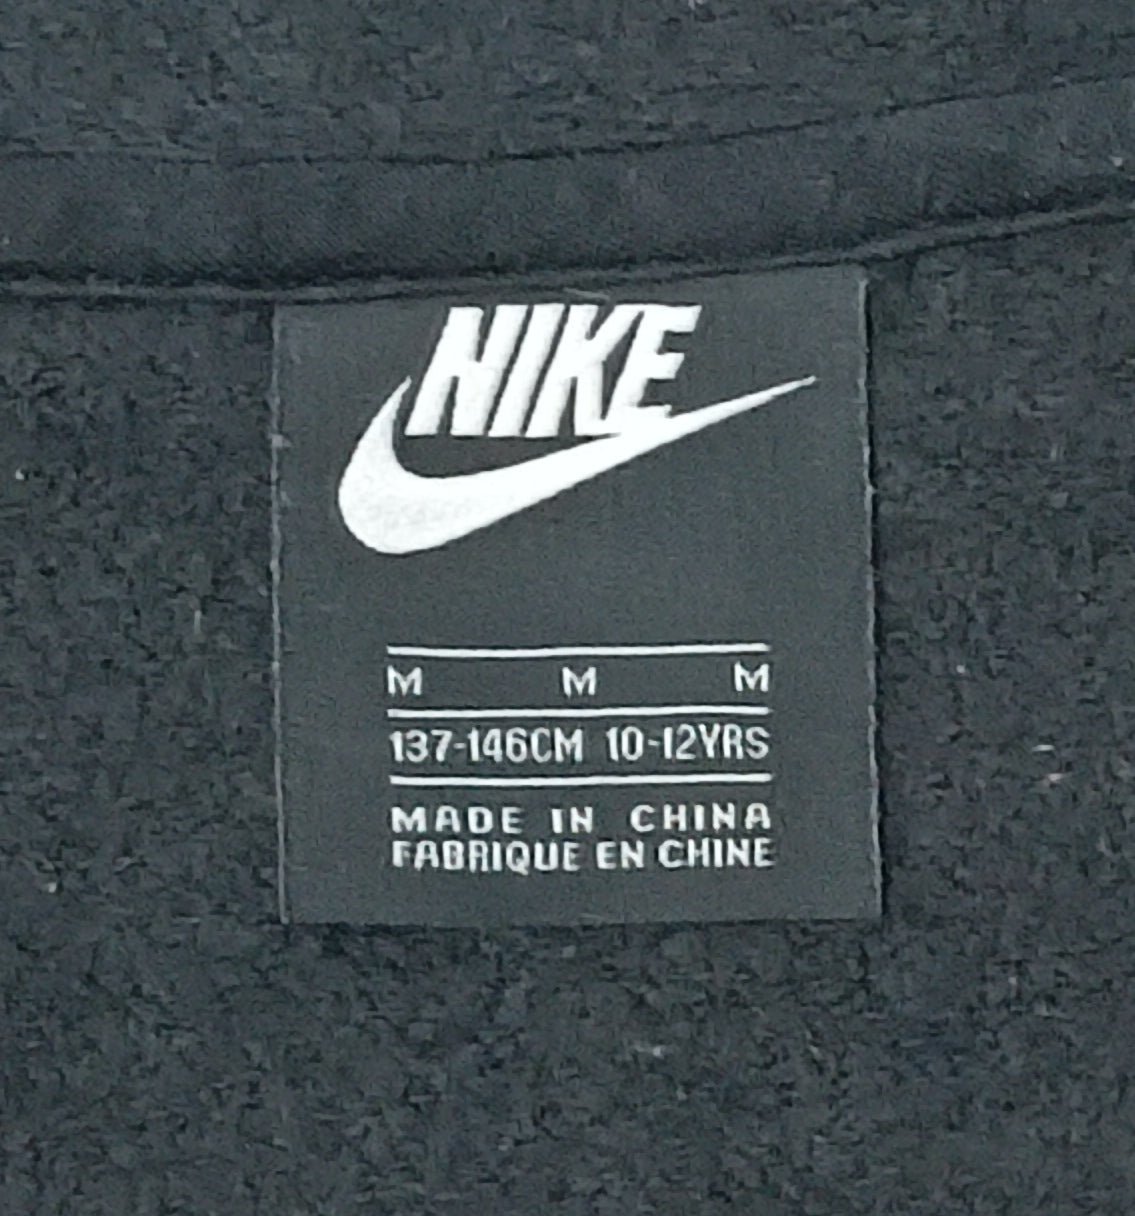 NIKE
M M M
137-146CM 10-12YRS
MADE IN CHINA
FABRIQUE EN CHINE